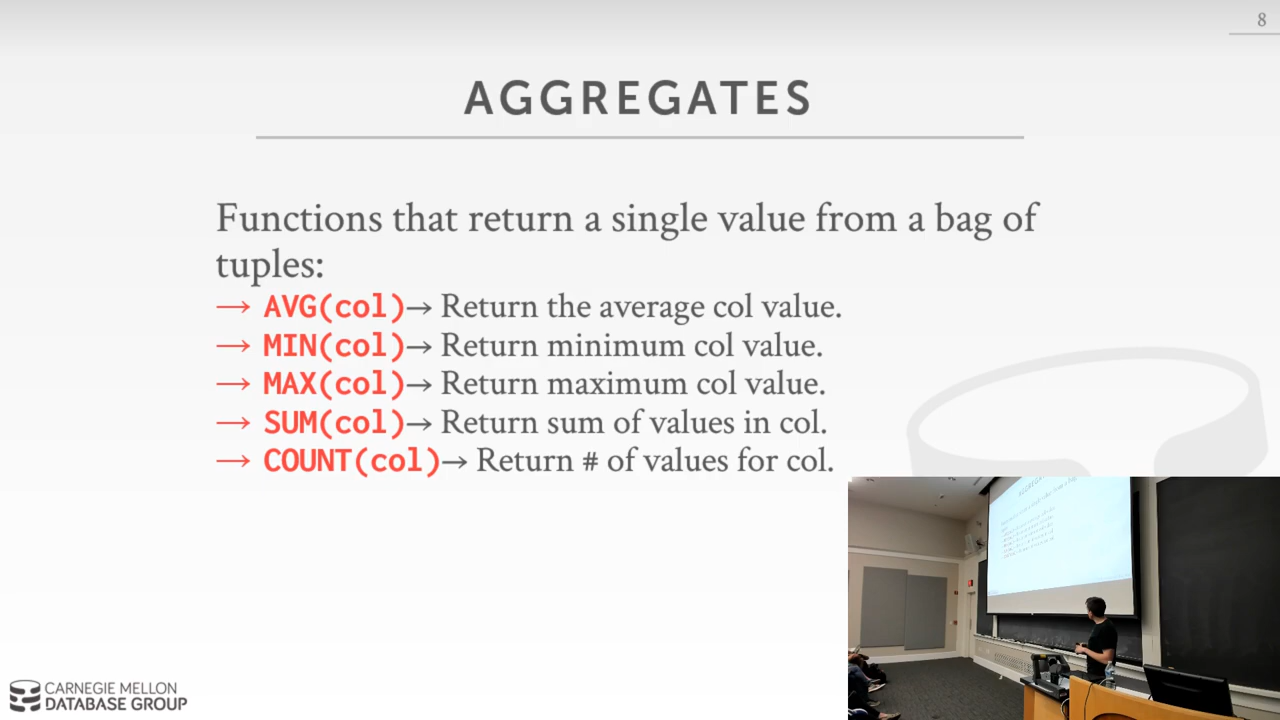 8
AGGREGATES
Functions that return a single value from a bag of
tuples:
→ AVG(col)→ Return the average col value.
→ MIN(col)→ Return minimum col value.
→ MAX(col)→ Return maximum col value.
→ SUM(col)→ Return sum of values in col.
→ COUNT(col)→ Return # of values for col.
CARNEGIE MELLON
DATABASE GROUP